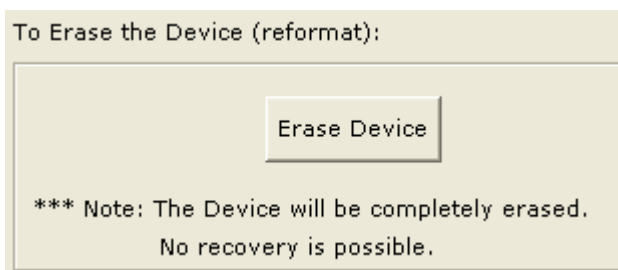 To Erase the Device (reformat):
Erase Device
*** Note: The Device will be completely erased.
No recovery is possible.